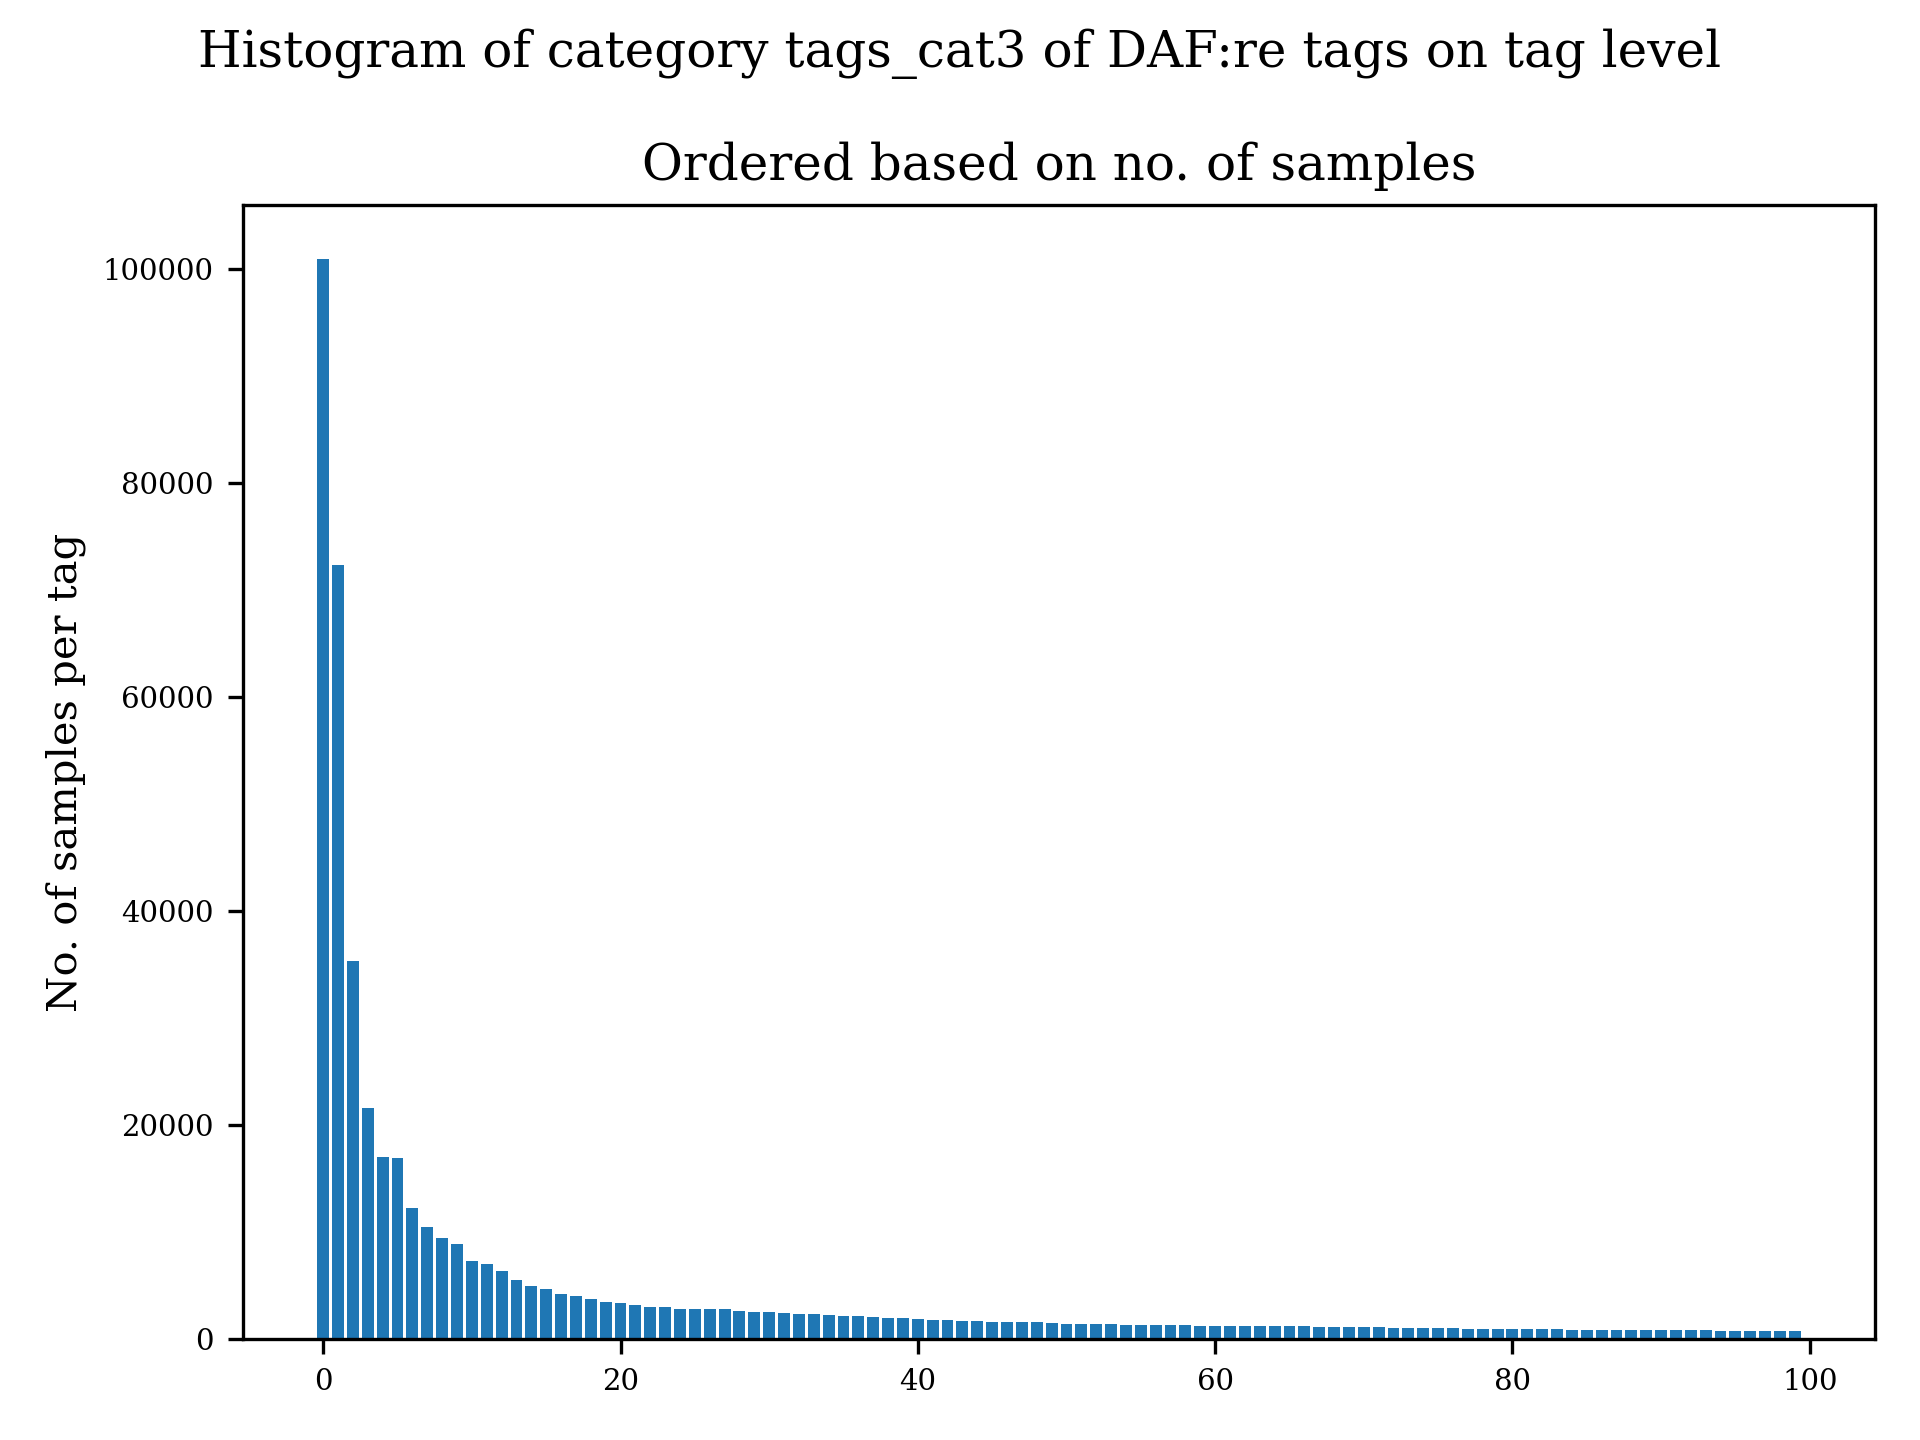 Histogram of category tags_cat3 of DAF:re tags on tag level
Ordered based on no. of samples
No. of samples per tag
100000
80000
60000
40000
20000
0
0 20 40 60 80 100